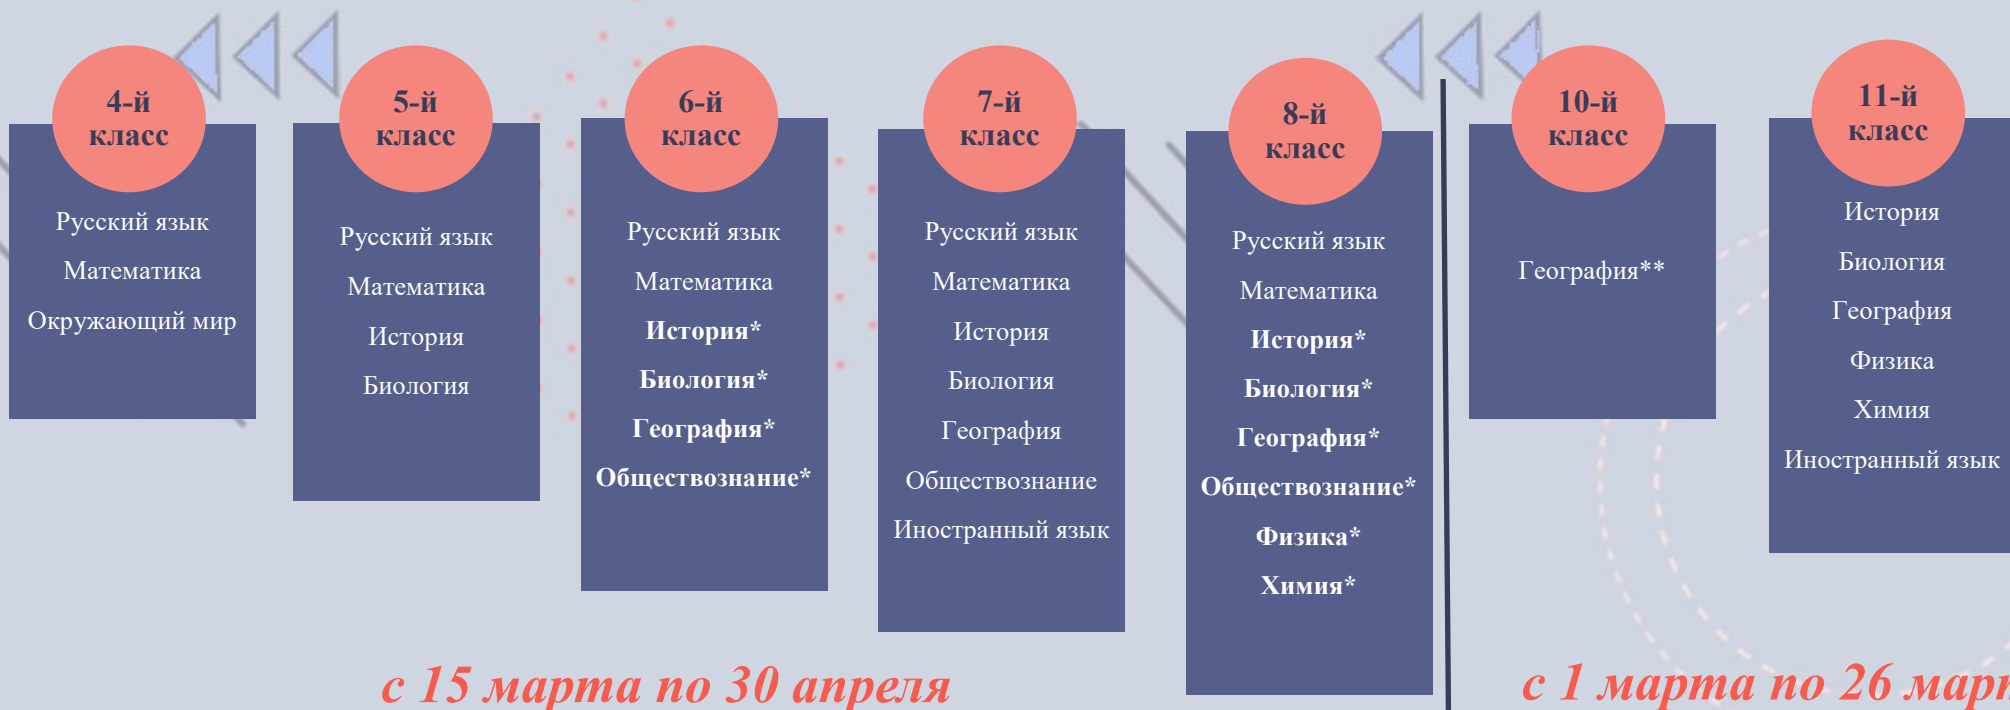 4-й
класс
Русский язык
Математика
Окружающий мир
5-й
класс
Русский язык
Математика
История
Биология
6-й
класс
Русский язык
Математика
История*
Биология*
География*
Обществознание*
7-й
класс
Русский язык
Математика
История
Биология
География
Обществознание
Иностранный язык
8-й
класс
Русский язык
Математика
История*
Биология*
География*
Обществознание*
Физика*
Химия*
10-й
класс
География**
11-й
класс
История
Биология
География
Физика
Химия
Иностранный язык
с 15 марта по 30 апреля
с 1 марта по 26 март